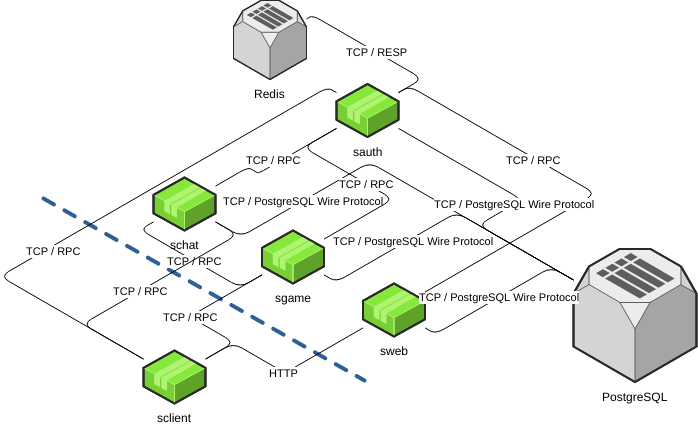 TCP / RESP
Redis
sauth
TCP / RPC
TCP / RPC
TCP / RPC
TCP / PostgreSQL Wire Protocol
TCP / PostgreSQL Wire Protocol
schat
TCP / PostgreSQL Wire Protocol
TCP / RPC
TCP / RPC
TCP / RPC
sgame
TCP / PostgreSQL Wire Protocol
TCP / RPC
sweb
HTTP
PostgreSQL
sclient